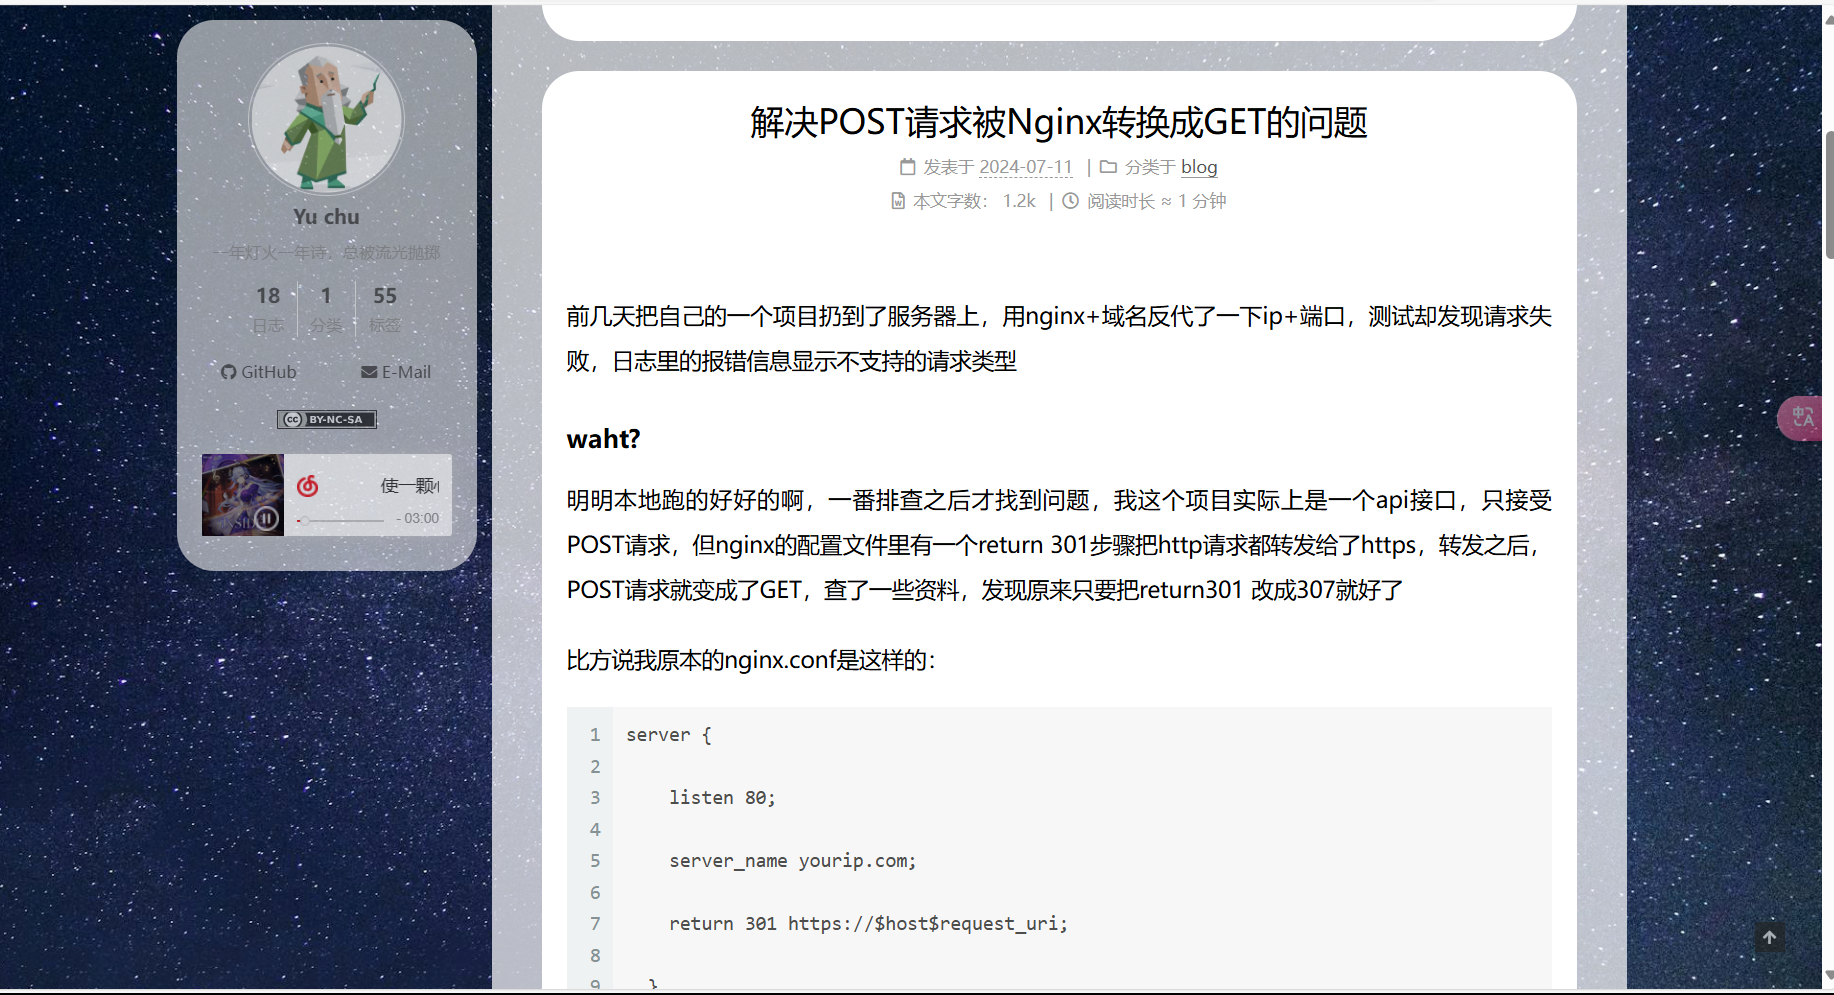 Yu chu
一年灯火一年诗，总被流光抛掷
18
日志
1
分类
55
标签
GitHub
E-Mail
cc BY-NC-SA
使一颗心
- 03:00
解决POST请求被Nginx转换成GET的问题
发表于 2024-07-11 | 分类于 blog
本文字数： 1.2k | 阅读时长 ≈ 1 分钟
前几天把自己的一个项目扔到了服务器上，用nginx+域名反代了一下ip+端口，测试却发现请求失
败，日志里的报错信息显示不支持的请求类型
waht?
明明本地跑的好好的啊，一番排查之后才找到问题，我这个项目实际上是一个api接口，只接受
POST请求，但nginx的配置文件里有一个return 301步骤把http请求都转发给了https，转发之后，
POST请求就变成了GET，查了一些资料，发现原来只要把return301 改成307就好了
比方说我原本的nginx.conf是这样的：
1 server {
2
3 listen 80;
4
5 server_name yourip.com;
6
7 return 301 https://$host$request_uri;
8
9 }
中
A